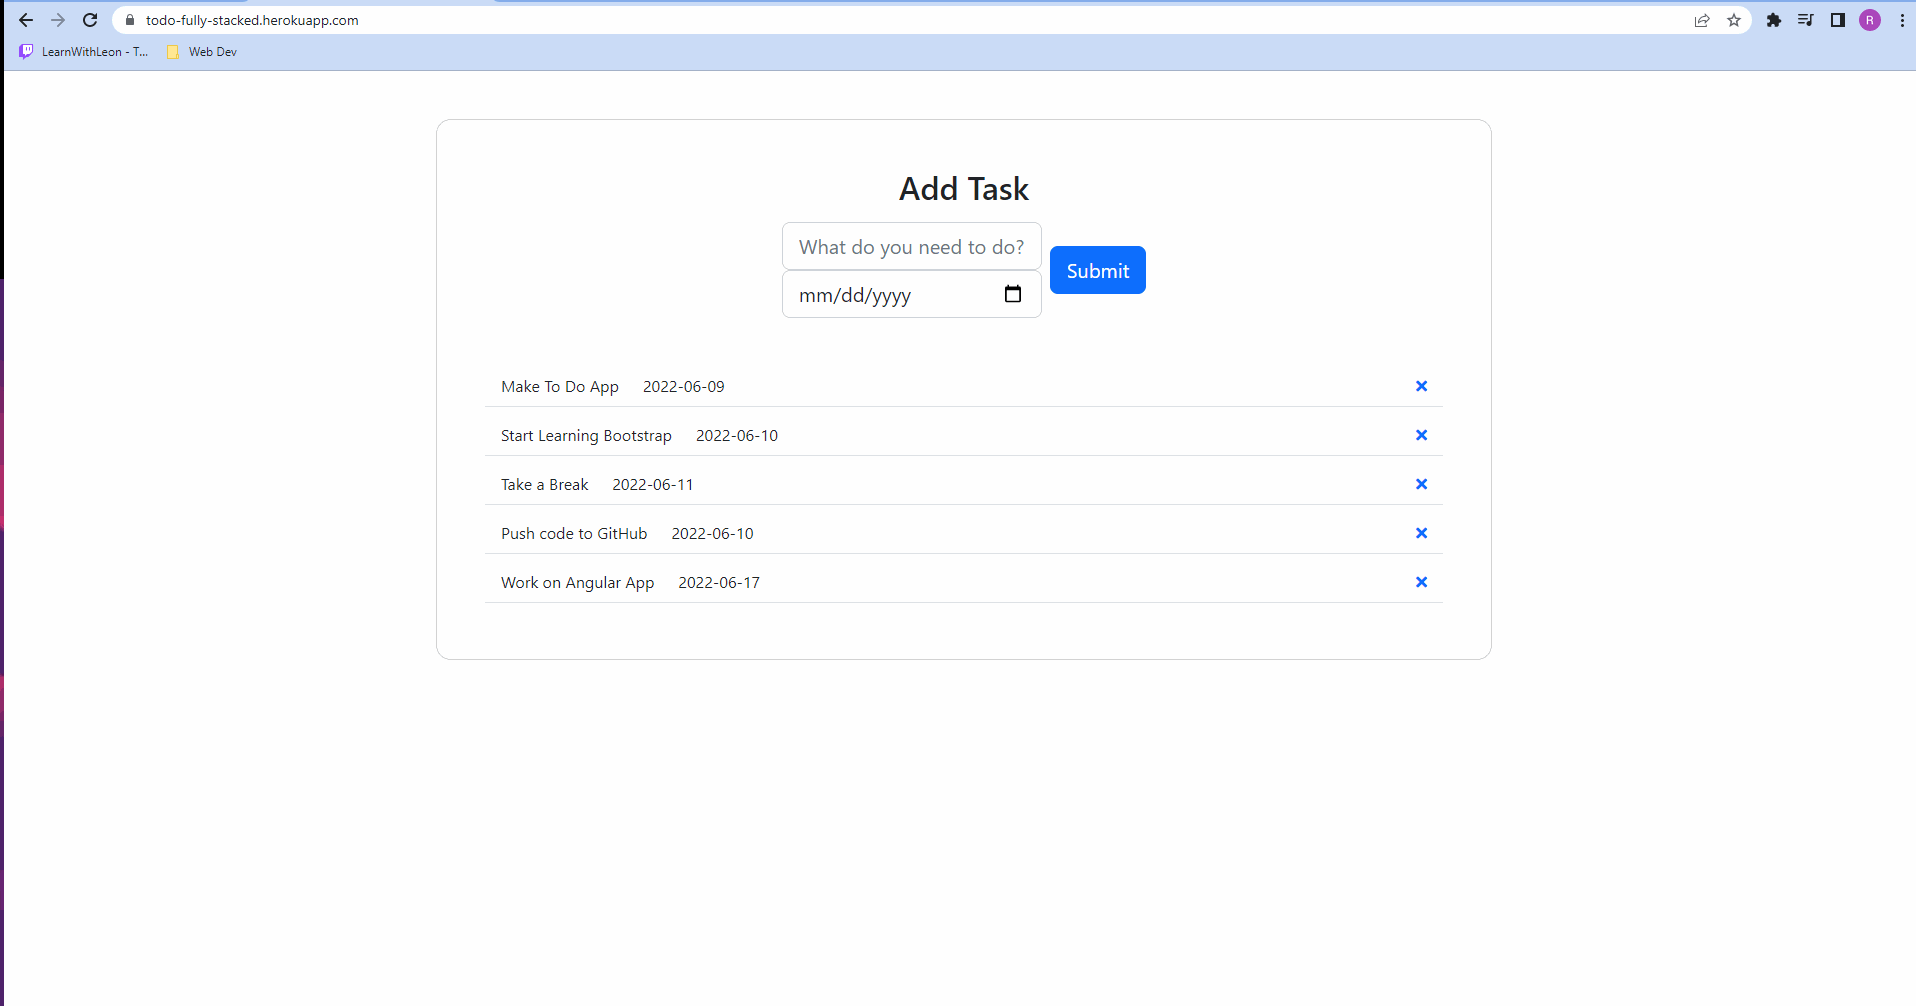 todo-fully-stacked.herokuapp.com
R
LearnWithLeon - T...
Web Dev
Add Task
What do you need to do?
Submit
mm/dd/yyyy
Make To Do App 2022-06-09
Start Learning Bootstrap 2022-06-10
Take a Break 2022-06-11
Push code to GitHub 2022-06-10
Work on Angular App 2022-06-17